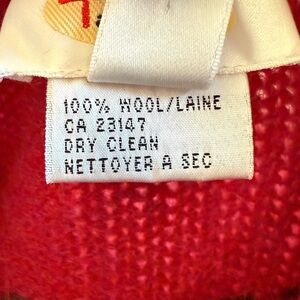 100% WOOL/LAINE
CA 23147
DRY CLEAN
NETTOYER A SEC